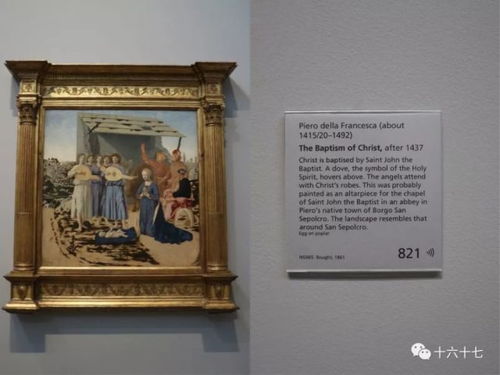 Piero della Francesca (about
1415/20–1492)
The Baptism of Christ, after 1437
Christ is baptised by Saint John the
Baptist. A dove, the symbol of the Holy
Spirit, hovers above. The angels attend
with Christ's robes. This was probably
painted as an altarpiece for the chapel
of Saint John the Baptist in an abbey in
Piero's native town of Borgo San
Sepolcro. The landscape resembles that
around San Sepolcro.
Egg on poplar
NG665. Bought, 1861
821
十六十七